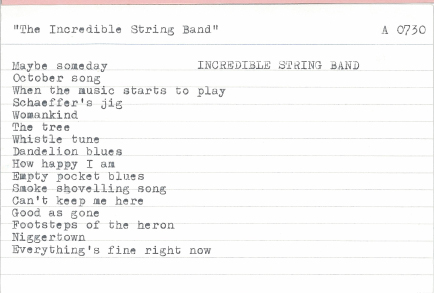 "The Incredible String Band" A 0730
Maybe someday INCREDIBLE STRING BAND
October song
When the music starts to play
Schaeffer's jig
Womankind
The tree
Whistle tune
Dandelion blues
How happy I am
Empty pocket blues
Smoke shovelling song
Can't keep me here
Good as gone
Footsteps of the heron
Niggertown
Everything's fine right now